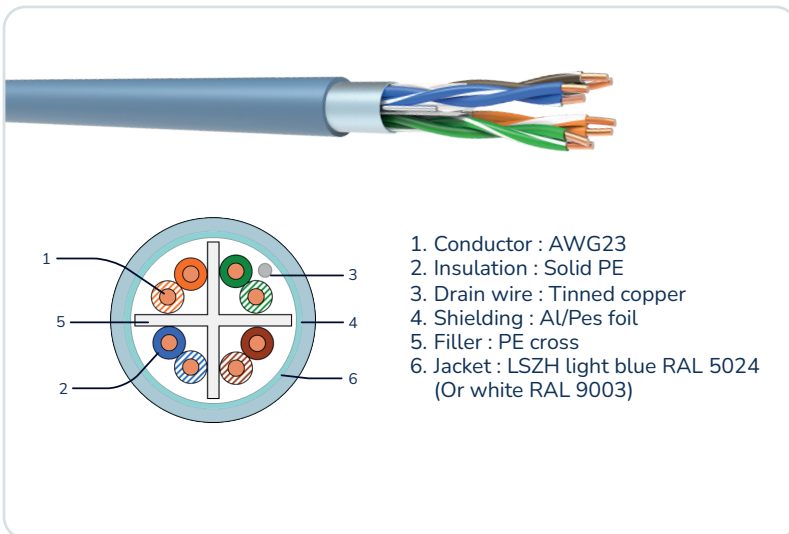 1
5
2
3
4
6
1. Conductor : AWG23
2. Insulation : Solid PE
3. Drain wire : Tinned copper
4. Shielding : Al/Pes foil
5. Filler : PE cross
6. Jacket : LSZH light blue RAL 5024
(Or white RAL 9003)